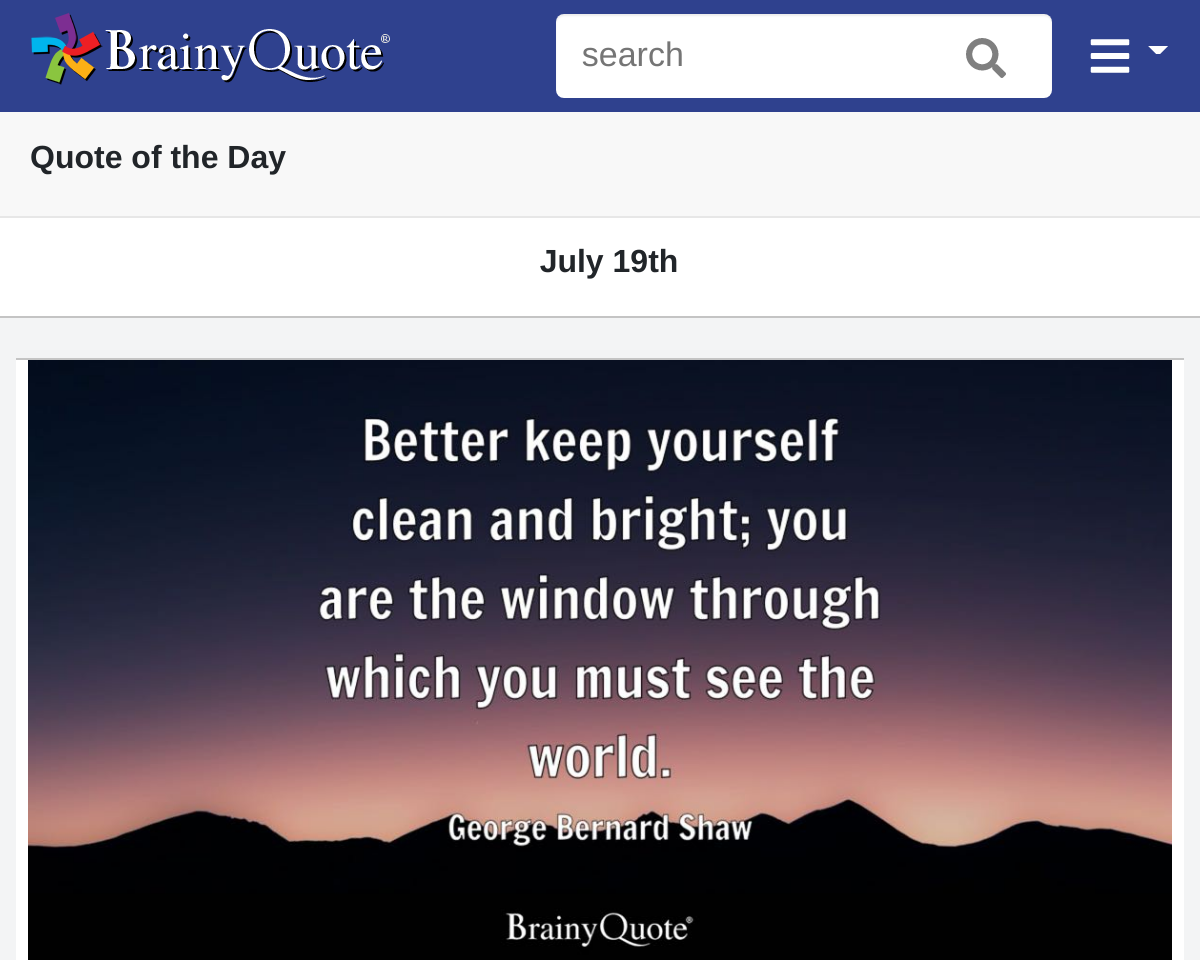 BrainyQuote®
search
Quote of the Day
July 19th
Better keep yourself
clean and bright; you
are the window through
which you must see the
world.
George Bernard Shaw
BrainyQuote®